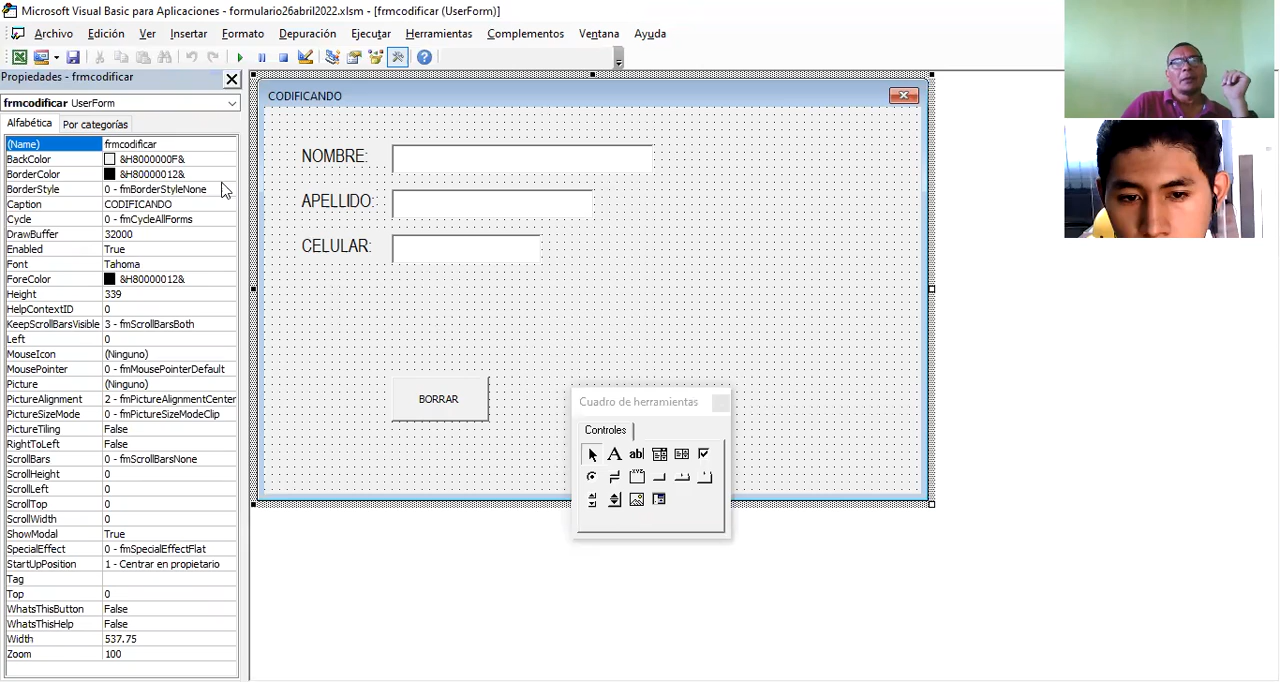 Microsoft Visual Basic para Aplicaciones - formulario26abril2022.xlsm - [frmcodificar (UserForm)]
Archivo Edición Ver Insertar Formato Depuración Ejecutar Herramientas Complementos Ventana Ayuda
Propiedades - frmcodificar
frmcodificar UserForm
Alfabética Por categorías
(Name) frmcodificar
BackColor &H8000000F&
BorderColor &H80000012&
BorderStyle 0 - fmBorderStyleNone
Caption CODIFICANDO
Cycle 0 - fmCycleAllForms
DrawBuffer 32000
Enabled True
Font Tahoma
ForeColor &H80000012&
Height 339
HelpContextID 0
KeepScrollBarsVisible 3 - fmScrollBarsBoth
Left 0
MouseIcon (Ninguno)
MousePointer 0 - fmMousePointerDefault
Picture (Ninguno)
PictureAlignment 2 - fmPictureAlignmentCenter
PictureSizeMode 0 - fmPictureSizeModeClip
PictureTiling False
RightToLeft False
ScrollBars 0 - fmScrollBarsNone
ScrollHeight 0
ScrollLeft 0
ScrollTop 0
ScrollWidth 0
ShowModal True
SpecialEffect 0 - fmSpecialEffectFlat
StartUpPosition 1 - Centrar en propietario
Tag
Top 0
WhatsThisButton False
WhatsThisHelp False
Width 537.75
Zoom 100
CODIFICANDO
NOMBRE:
APELLIDO:
CELULAR:
BORRAR
Cuadro de herramientas
Controles
A ab|